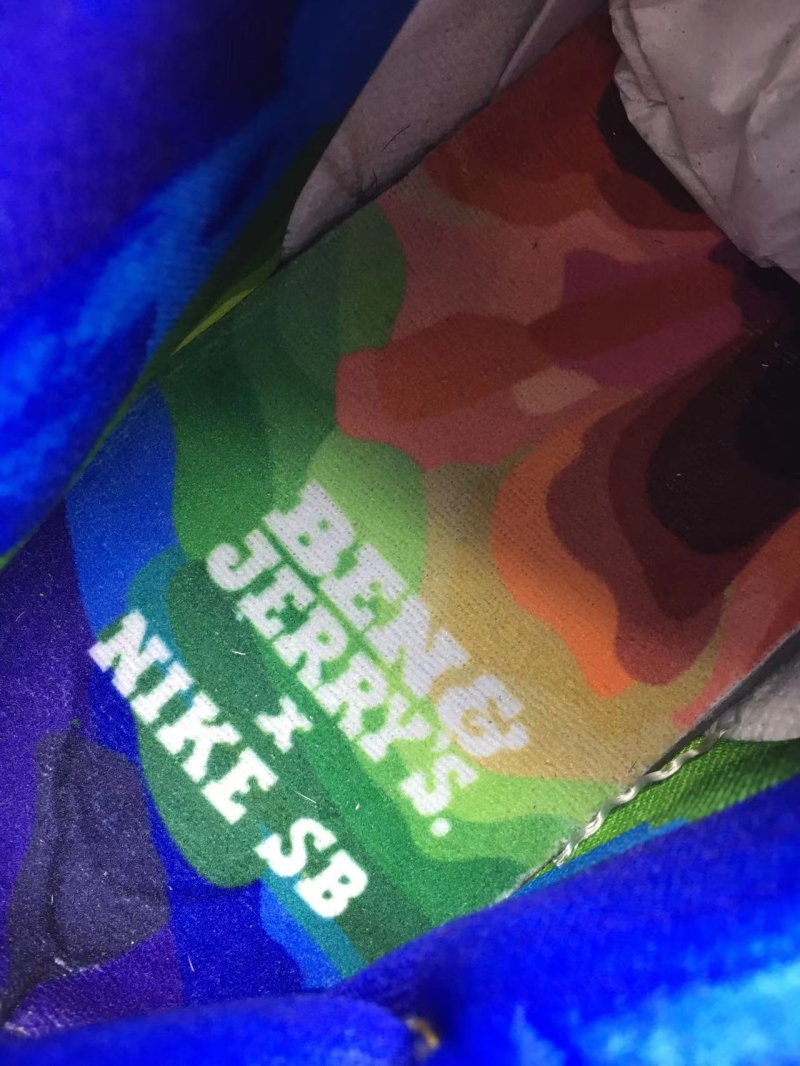 BEN&
JERRY'S.
x
NIKE SB